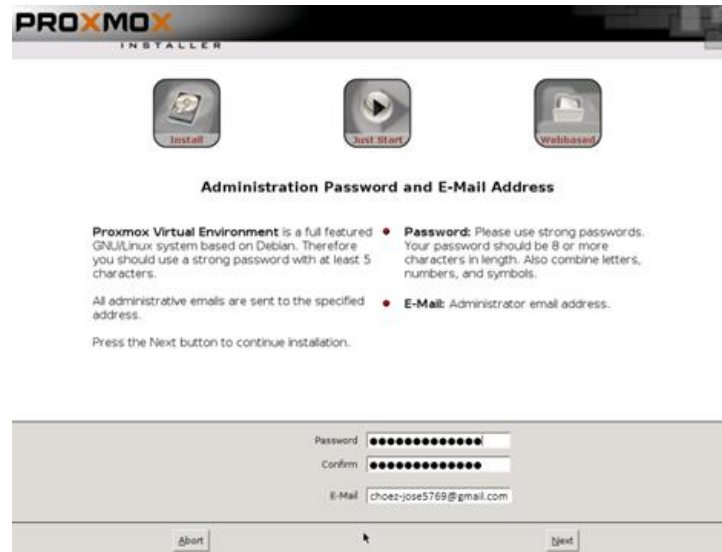 PROXMOX
INSTALLER
Install
Just Start
Webbased
Administration Password and E-Mail Address
Proxmox Virtual Environment is a full featured
GNU/Linux system based on Debian. Therefore
you should use a strong password with at least 5
characters.
All administrative emails are sent to the specified
address.
Press the Next button to continue installation.
Password: Please use strong passwords.
Your password should be 8 or more
characters in length. Also combine letters,
numbers, and symbols.
E-Mail: Administrator email address.
Password ●●●●●●●●●●●●●
Confirm ●●●●●●●●●●●●●
E-Mail choez-jose5769@gmail.com
Abort
Next